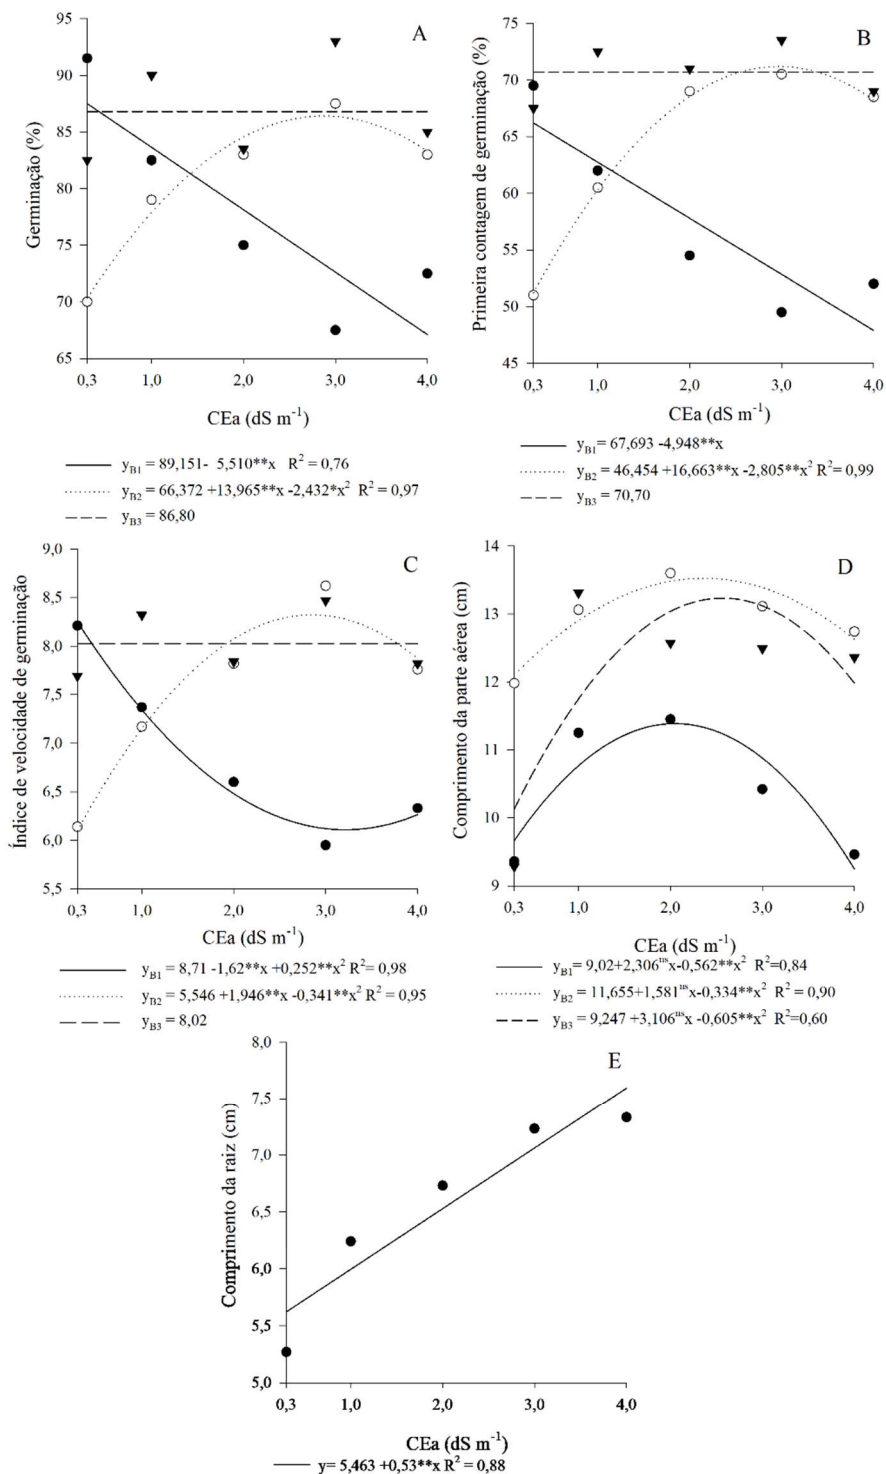 A
Germinação (%)
95
90
85
80
75
70
65
0,3 1,0 2,0 3,0 4,0
CEa (dS m⁻¹)
y_B1 = 89,151- 5,510**x R² = 0,76
y_B2 = 66,372 +13,965**x -2,432*x² R² = 0,97
y_B3 = 86,80
B
Primeira contagem de germinação (%)
75
70
65
60
55
50
45
0,3 1,0 2,0 3,0 4,0
CEa (dS m⁻¹)
y_B1 = 67,693 -4,948**x
y_B2 = 46,454 +16,663**x -2,805**x² R² = 0,99
y_B3 = 70,70
C
Índice de velocidade de germinação
9,0
8,5
8,0
7,5
7,0
6,5
6,0
5,5
0,3 1,0 2,0 3,0 4,0
CEa (dS m⁻¹)
y_B1 = 8,71 -1,62**x +0,252**x² R² = 0,98
y_B2 = 5,546 +1,946**x -0,341**x² R² = 0,95
y_B3 = 8,02
D
Comprimento da parte aérea (cm)
14
13
12
11
10
9
0,3 1,0 2,0 3,0 4,0
CEa (dS m⁻¹)
y_B1= 9,02+2,306ⁿˢx-0,562**x² R²=0,84
y_B2 = 11,655+1,581ⁿˢx-0,334**x² R² = 0,90
y_B3 = 9,247 +3,106ⁿˢx -0,605**x² R²=0,60
E
Comprimento da raiz (cm)
8,0
7,5
7,0
6,5
6,0
5,5
5,0
0,3 1,0 2,0 3,0 4,0
CEa (dS m⁻¹)
y= 5,463 +0,53**x R² = 0,88